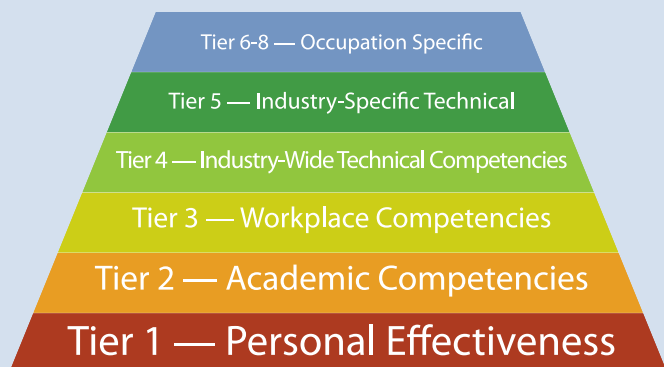 Tier 6-8 — Occupation Specific
Tier 5 — Industry-Specific Technical
Tier 4 — Industry-Wide Technical Competencies
Tier 3 — Workplace Competencies
Tier 2 — Academic Competencies
Tier 1 — Personal Effectiveness